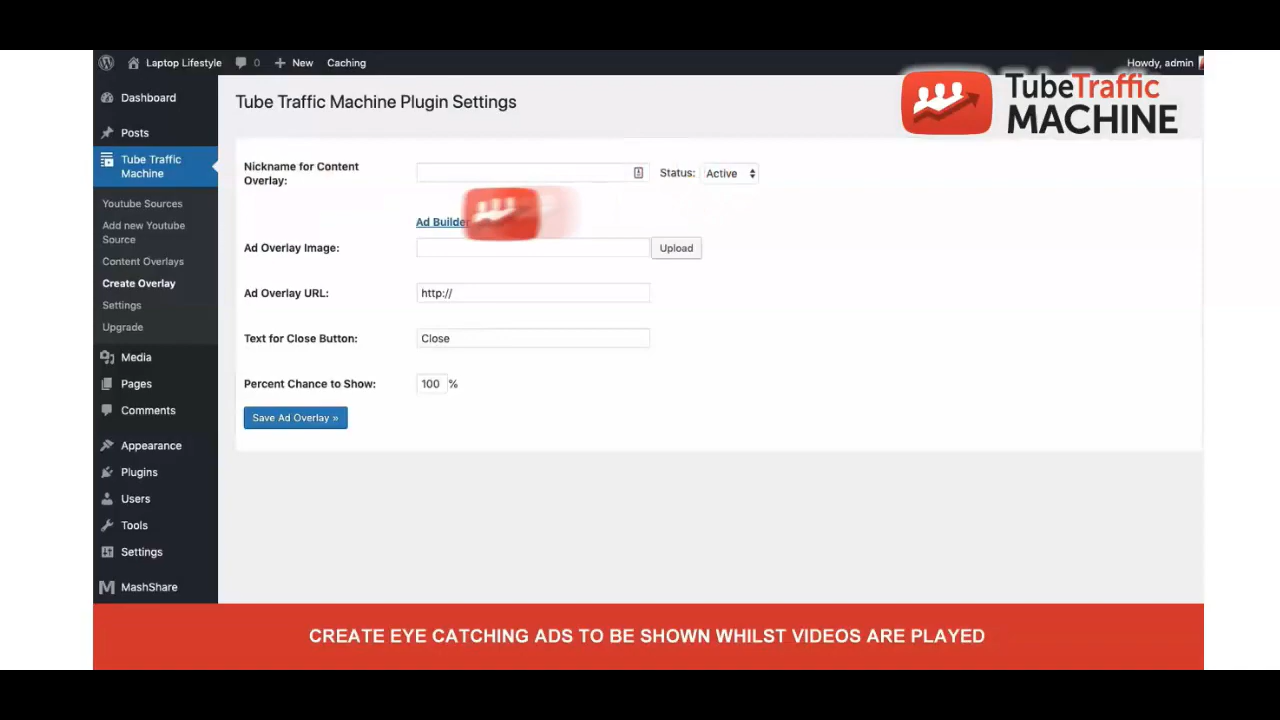 Laptop Lifestyle 0 New Caching Howdy, admin
TubeTraffic
MACHINE
Dashboard
Posts
Tube Traffic
Machine
Youtube Sources
Add new Youtube
Source
Content Overlays
Create Overlay
Settings
Upgrade
Media
Pages
Comments
Appearance
Plugins
Users
Tools
Settings
MashShare
Tube Traffic Machine Plugin Settings
Nickname for Content
Overlay:
Status: Active
Ad Builder
Ad Overlay Image: Upload
Ad Overlay URL: http://
Text for Close Button: Close
Percent Chance to Show: 100 %
Save Ad Overlay »
CREATE EYE CATCHING ADS TO BE SHOWN WHILST VIDEOS ARE PLAYED